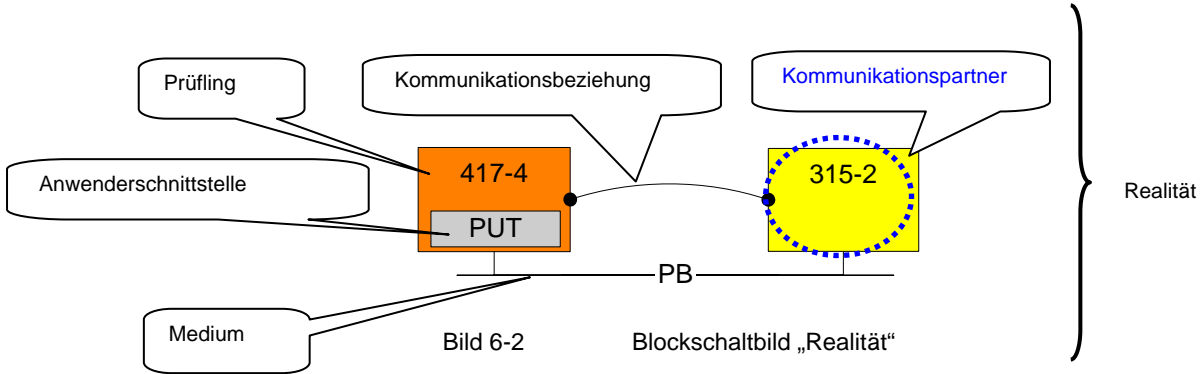 Prüfling
Kommunikationsbeziehung
Kommunikationspartner
Anwenderschnittstelle
417-4
315-2
Realität
PUT
PB
Medium
Bild 6-2 Blockschaltbild „Realität“